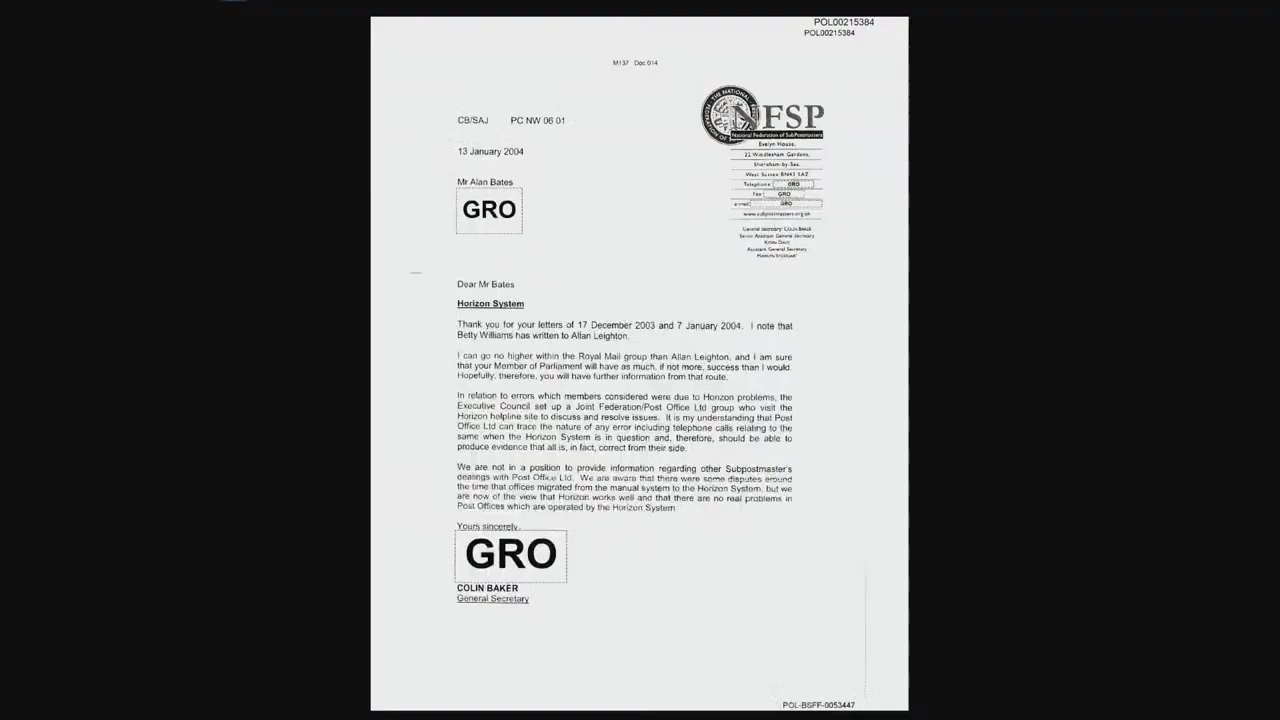 POL00215384
POL00215384
M137 Doc 014
CB/SAJ PC NW 06 01
NFSP
National Federation of SubPostmasters
Evelyn House,
22 Windlesham Gardens,
Shoreham-by-Sea,
West Sussex BN43 5AZ
Telephone: GRO
Fax: GRO
e-mail: GRO
www.subpostmasters.org.uk
General Secretary COLIN BAKER
Senior Assistant General Secretary
Assistant General Secretary
13 January 2004
Mr Alan Bates
GRO
Dear Mr Bates
Horizon System
Thank you for your letters of 17 December 2003 and 7 January 2004. I note that
Betty Williams has written to Allan Leighton.
I can go no higher within the Royal Mail group than Allan Leighton, and I am sure
that your Member of Parliament will have as much, if not more, success than I would.
Hopefully, therefore, you will have further information from that route.
In relation to errors which members considered were due to Horizon problems, the
Executive Council set up a Joint Federation/Post Office Ltd group who visit the
Horizon helpline site to discuss and resolve issues. It is my understanding that Post
Office Ltd can trace the nature of any error including telephone calls relating to the
same when the Horizon System is in question and, therefore, should be able to
produce evidence that all is, in fact, correct from their side.
We are not in a position to provide information regarding other Subpostmaster's
dealings with Post Office Ltd. We are aware that there were some disputes around
the time that offices migrated from the manual system to the Horizon System, but we
are now of the view that Horizon works well and that there are no real problems in
Post Offices which are operated by the Horizon System
Yours sincerely,
GRO
COLIN BAKER
General Secretary
POL-BSFF-0053447